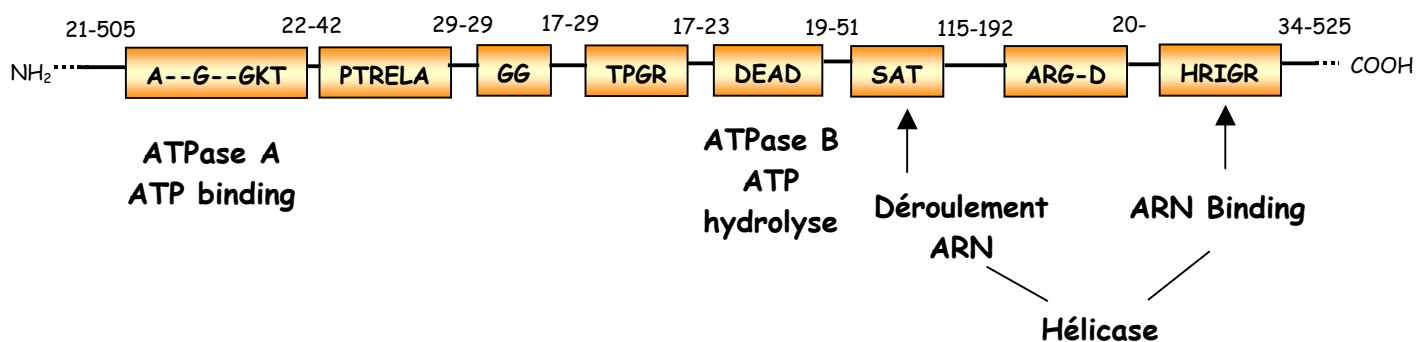 21-505 22-42 29-29 17-29 17-23 19-51 115-192 20- 34-525
NH₂ A--G--GKT PTRELA GG TPGR DEAD SAT ARG-D HRIGR COOH
ATPase A
ATP binding
ATPase B
ATP
hydrolyse
Déroulement
ARN
ARN Binding
Hélicase